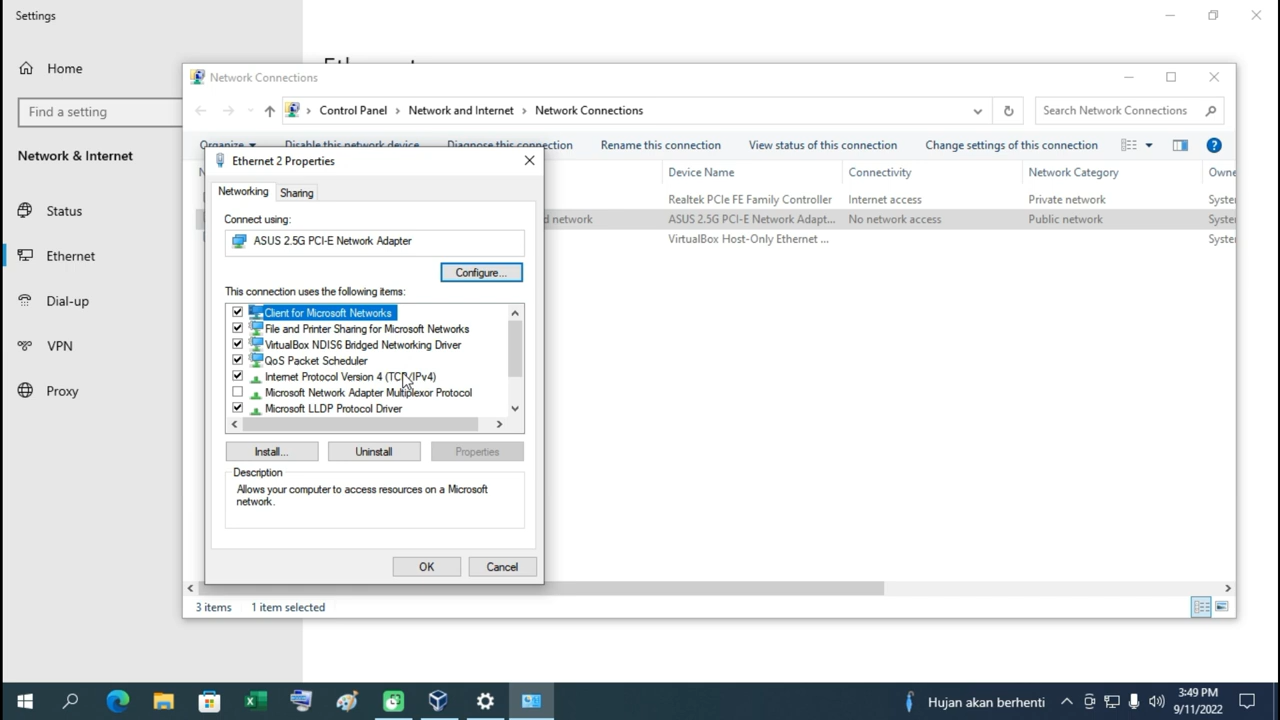 Settings
Home
Find a setting
Network & Internet
Status
Ethernet
Dial-up
VPN
Proxy
Ethernet
Network Connections
Control Panel > Network and Internet > Network Connections
Search Network Connections
Organize Disable this network device Diagnose this connection Rename this connection View status of this connection Change settings of this connection
Device Name Connectivity Network Category Owne
Realtek PCIe FE Family Controller Internet access Private network Syste
d network ASUS 2.5G PCI-E Network Adapt... No network access Public network Syste
VirtualBox Host-Only Ethernet ... Syste
Ethernet 2 Properties
Networking Sharing
Connect using:
ASUS 2.5G PCI-E Network Adapter
Configure...
This connection uses the following items:
Client for Microsoft Networks
File and Printer Sharing for Microsoft Networks
VirtualBox NDIS6 Bridged Networking Driver
QoS Packet Scheduler
Internet Protocol Version 4 (TCP/IPv4)
Microsoft Network Adapter Multiplexor Protocol
Microsoft LLDP Protocol Driver
Install... Uninstall Properties
Description
Allows your computer to access resources on a Microsoft
network.
OK Cancel
3 items 1 item selected
Hujan akan berhenti
3:49 PM
9/11/2022